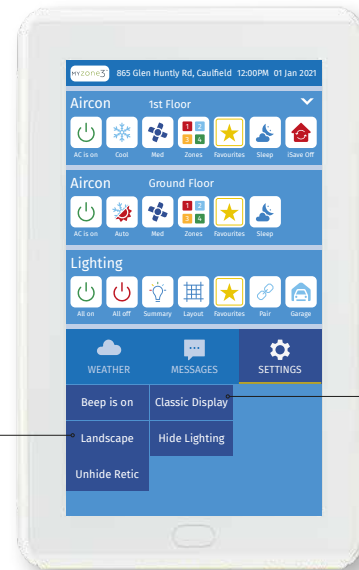 MYZONE3 865 Glen Huntly Rd, Caulfield 12:00PM 01 Jan 2021
Aircon 1st Floor
1 2
3 4
AC is on Cool Med Zones Favourites Sleep iSave Off
Aircon Ground Floor
1 2
3 4
AC is on Auto Med Zones Favourites Sleep
Lighting
All on All off Summary Layout Favourites Pair Garage
WEATHER MESSAGES SETTINGS
Beep is on Classic Display
Landscape Hide Lighting
Unhide Retic